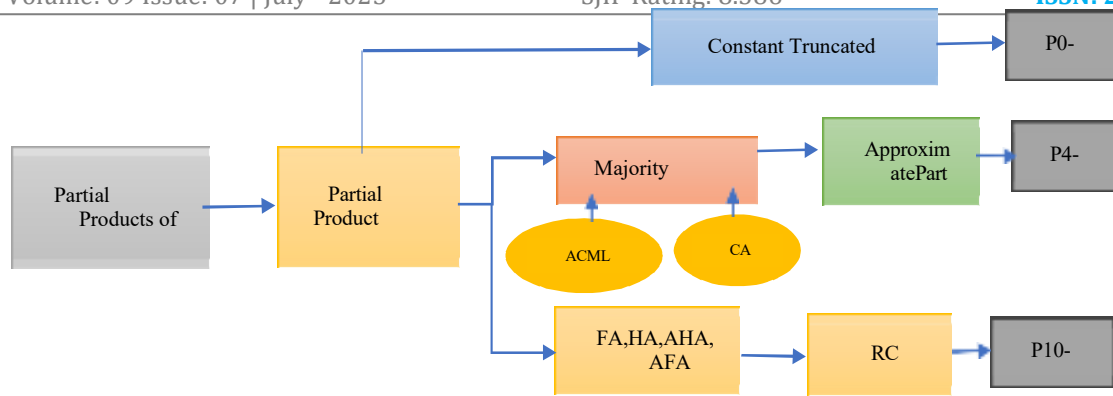 Constant Truncated
P0-
Partial
Products of
Partial
Product
Majority
Approxim
atePart
P4-
ACML
CA
FA,HA,AHA,
AFA
RC
P10-